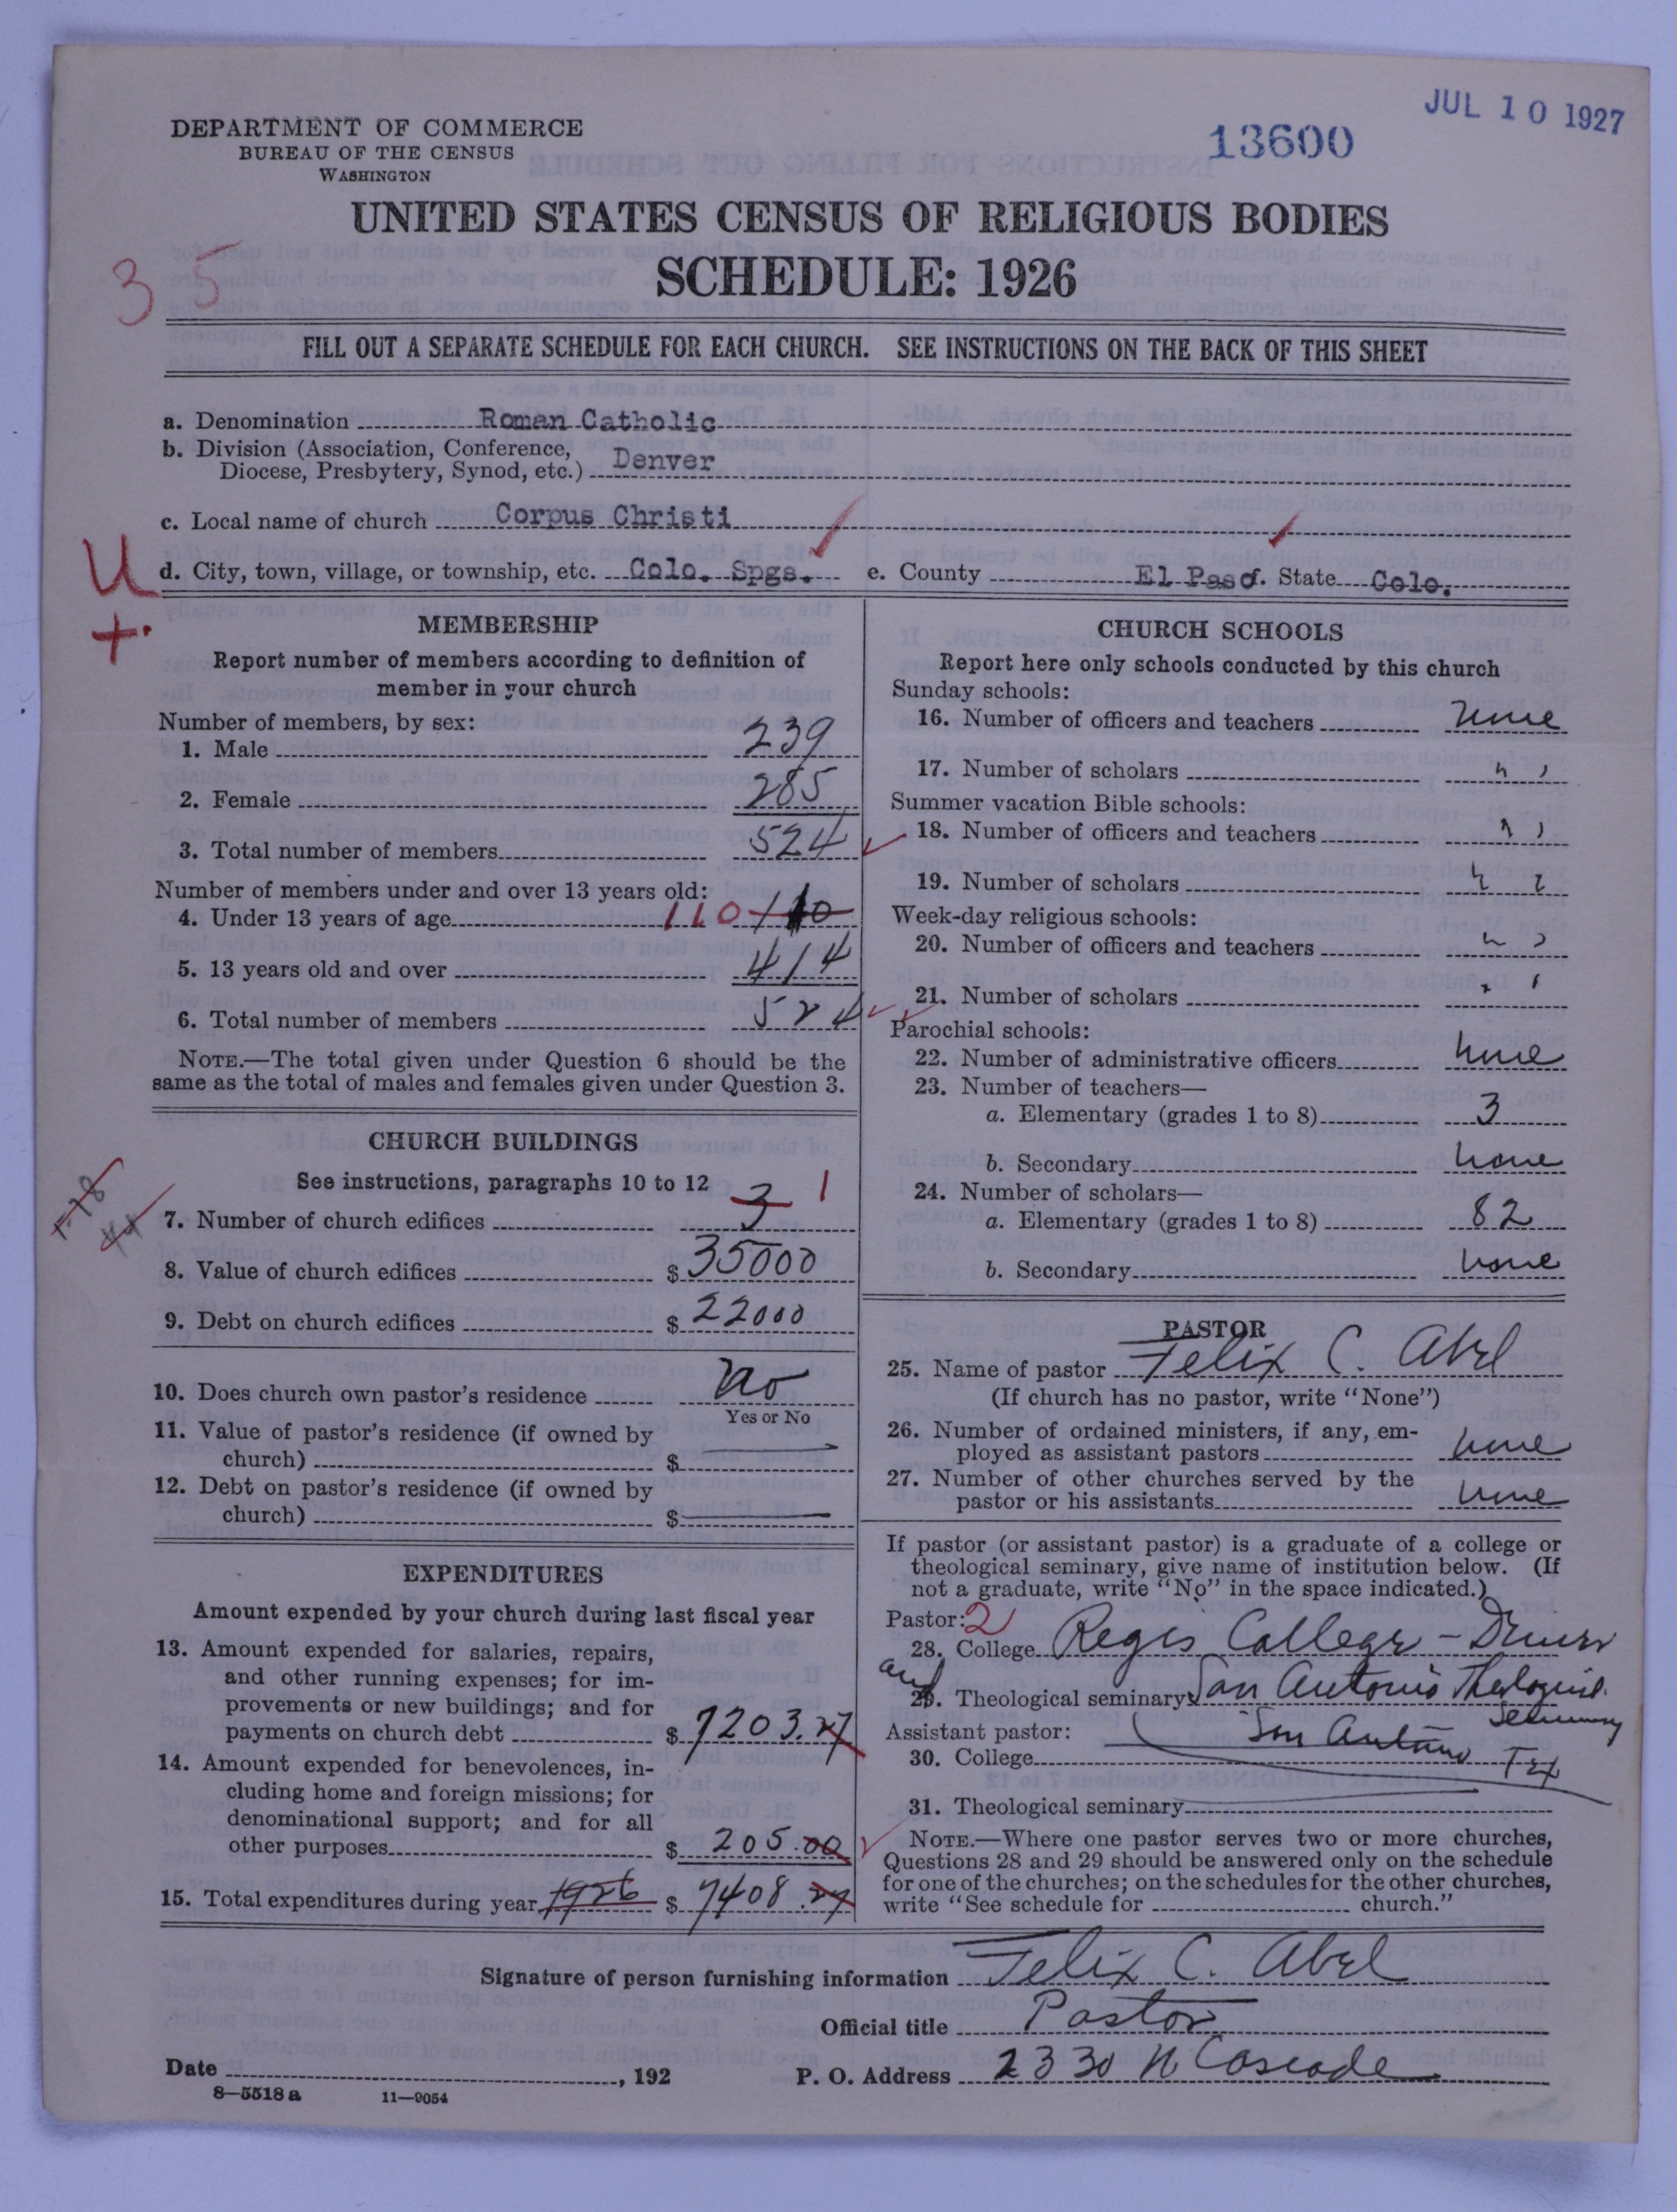 JUL 10 1927
13600
DEPARTMENT OF COMMERCE
BUREAU OF THE CENSUS
WASHINGTON
UNITED STATES CENSUS OF RELIGIOUS BODIES
SCHEDULE: 1926
35
FILL OUT A SEPARATE SCHEDULE FOR EACH CHURCH. SEE INSTRUCTIONS ON THE BACK OF THIS SHEET
a. Denomination Roman Catholic
b. Division (Association, Conference,
Diocese, Presbytery, Synod, etc.) Denver
c. Local name of church Corpus Christi
U
d. City, town, village, or township, etc. Colo. Spgs. e. County El Paso f. State Colo.
+
MEMBERSHIP
Report number of members according to definition of
member in your church
Number of members, by sex:
1. Male 239
2. Female 285
3. Total number of members 524
Number of members under and over 13 years old:
4. Under 13 years of age 110 110
5. 13 years old and over 414
6. Total number of members 524
NOTE.—The total given under Question 6 should be the
same as the total of males and females given under Question 3.
CHURCH BUILDINGS
See instructions, paragraphs 10 to 12
7. Number of church edifices 3 1
8. Value of church edifices $ 35000
9. Debt on church edifices $ 22000
10. Does church own pastor's residence No
Yes or No
11. Value of pastor's residence (if owned by
church) $
12. Debt on pastor's residence (if owned by
church) $
EXPENDITURES
Amount expended by your church during last fiscal year
13. Amount expended for salaries, repairs,
and other running expenses; for im-
provements or new buildings; and for
payments on church debt $ 7203.27
14. Amount expended for benevolences, in-
cluding home and foreign missions; for
denominational support; and for all
other purposes $ 205.00
15. Total expenditures during year 1926 $ 7408.27
CHURCH SCHOOLS
Report here only schools conducted by this church
Sunday schools:
16. Number of officers and teachers none
17. Number of scholars " "
Summer vacation Bible schools:
18. Number of officers and teachers " "
19. Number of scholars " "
Week-day religious schools:
20. Number of officers and teachers " "
21. Number of scholars " "
Parochial schools:
22. Number of administrative officers none
23. Number of teachers—
a. Elementary (grades 1 to 8) 3
b. Secondary none
24. Number of scholars—
a. Elementary (grades 1 to 8) 82
b. Secondary none
PASTOR
25. Name of pastor Felix C. Abel
(If church has no pastor, write "None")
26. Number of ordained ministers, if any, em-
ployed as assistant pastors none
27. Number of other churches served by the
pastor or his assistants none
If pastor (or assistant pastor) is a graduate of a college or
theological seminary, give name of institution below. (If
not a graduate, write "No" in the space indicated.)
Pastor: 2
28. College Regis College - Denver
and
29. Theological seminary San Antonio Theological
Seminary
Assistant pastor: San Antonio Tex
30. College
31. Theological seminary
NOTE.—Where one pastor serves two or more churches,
Questions 28 and 29 should be answered only on the schedule
for one of the churches; on the schedules for the other churches,
write "See schedule for church."
Signature of person furnishing information Felix C. Abel
Official title Pastor
Date , 192 P. O. Address 2330 N Cascade
8—5518 a 11—9054